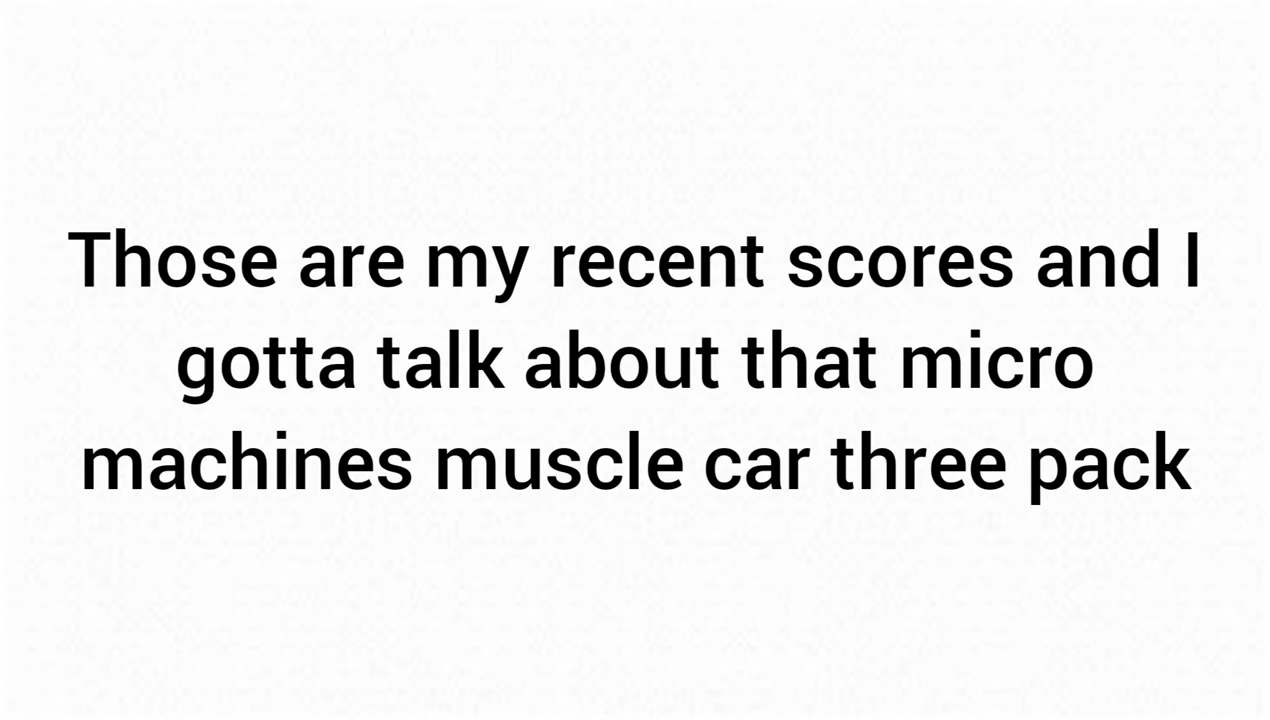 Those are my recent scores and I
gotta talk about that micro
machines muscle car three pack